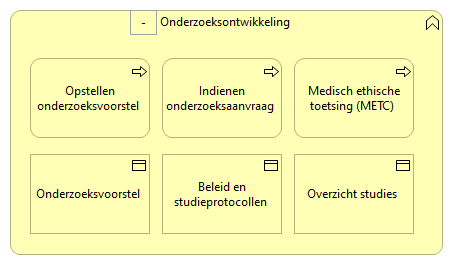 - Onderzoeksontwikkeling
Opstellen
onderzoeksvoorstel
Indienen
onderzoeksaanvraag
Medisch ethische
toetsing (METC)
Onderzoeksvoorstel
Beleid en
studieprotocollen
Overzicht studies